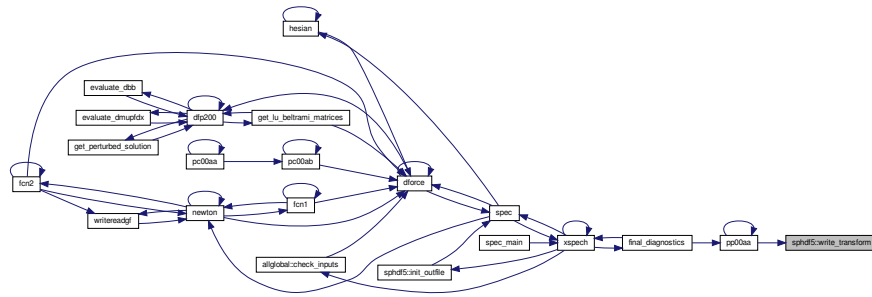 hesian
evaluate_dbb
evaluate_dmupfdx
dfp200
get_lu_beltrami_matrices
get_perturbed_solution
pc00aa
pc00ab
fcn2
dforce
fcn1
newton
spec
writereadgf
spec_main
xspech
final_diagnostics
pp00aa
sphdf5::write_transform
allglobal::check_inputs
sphdf5::init_outfile